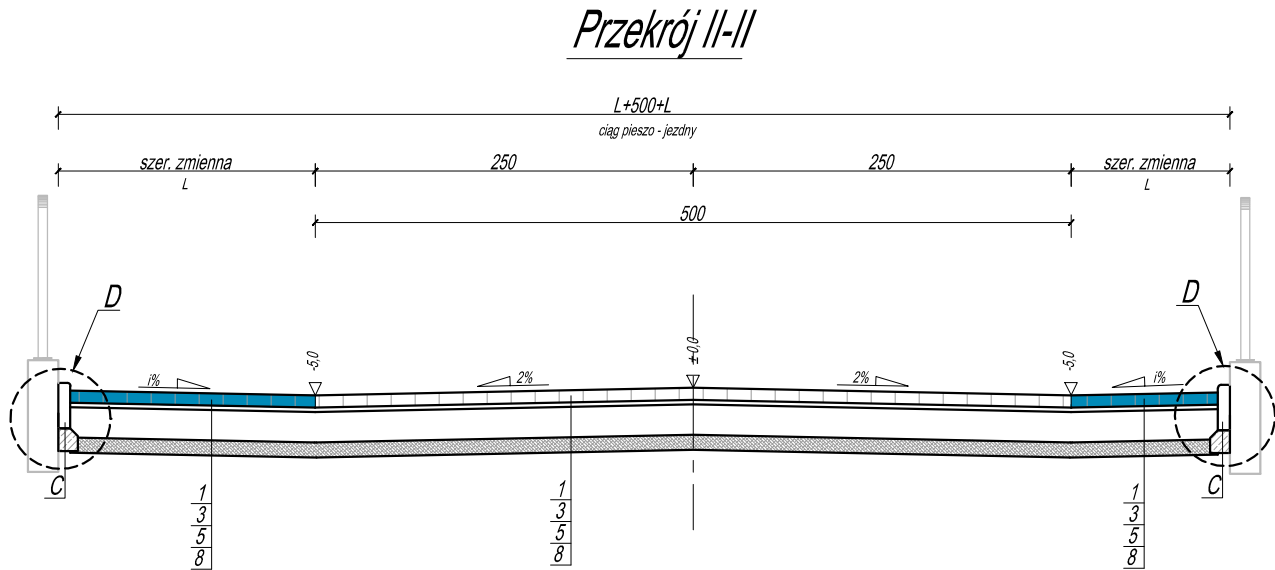 Przekrój II-II
L+500+L
ciąg pieszo - jezdny
szer. zmienna
L
250
250
szer. zmienna
L
500
D
D
-5,0
±0,0
-5,0
i%
2%
2%
i%
C
C
1
3
5
8
1
3
5
8
1
3
5
8